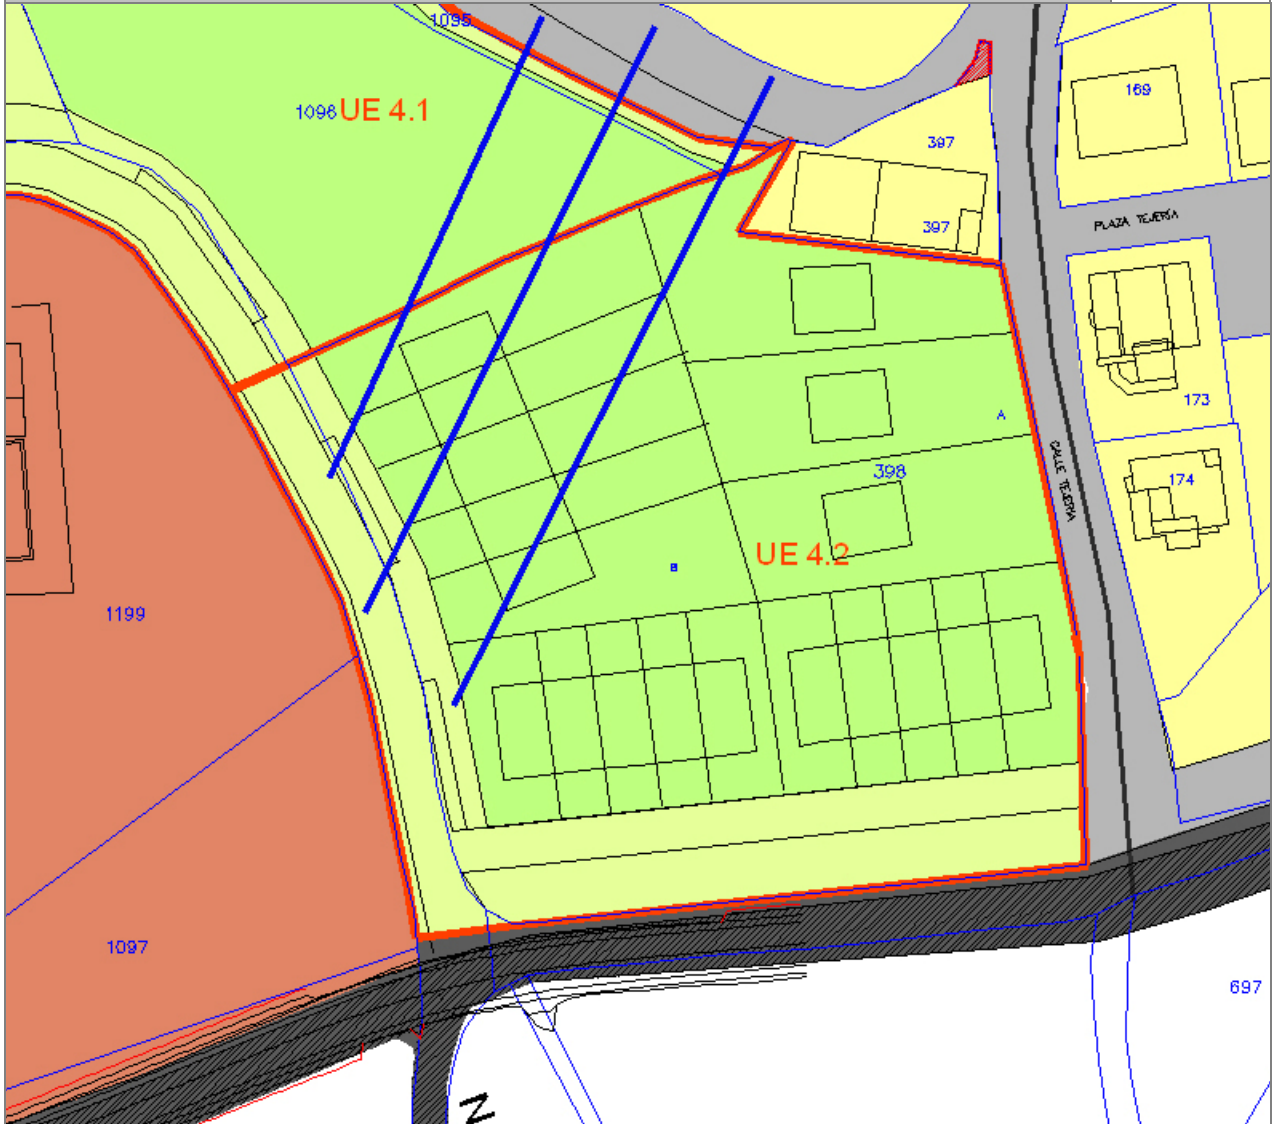 1095
1096
UE 4.1
169
397
397
PLAZA TEJERÍA
173
A
CALLE TEJERÍA
398
174
UE 4.2
B
1199
1097
697
N